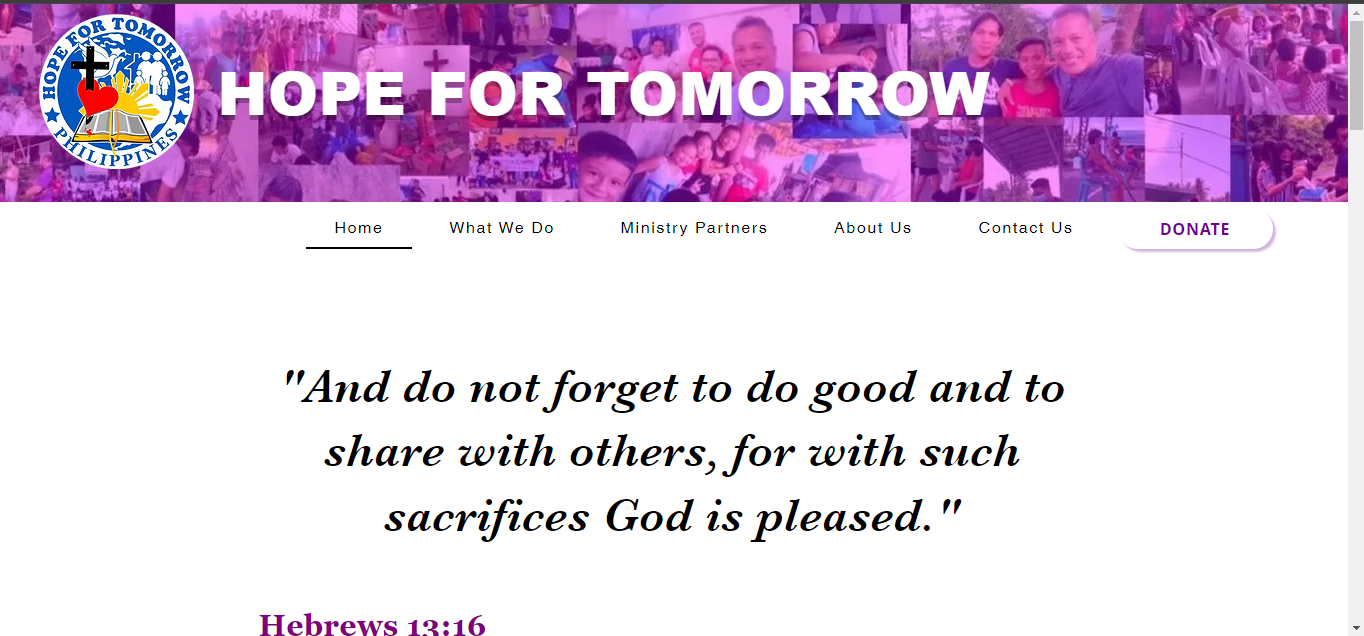 HOPE FOR TOMORROW
PHILIPPINES
HOPE FOR TOMORROW
Home
What We Do
Ministry Partners
About Us
Contact Us
DONATE
"And do not forget to do good and to
share with others, for with such
sacrifices God is pleased."
Hebrews 13:16